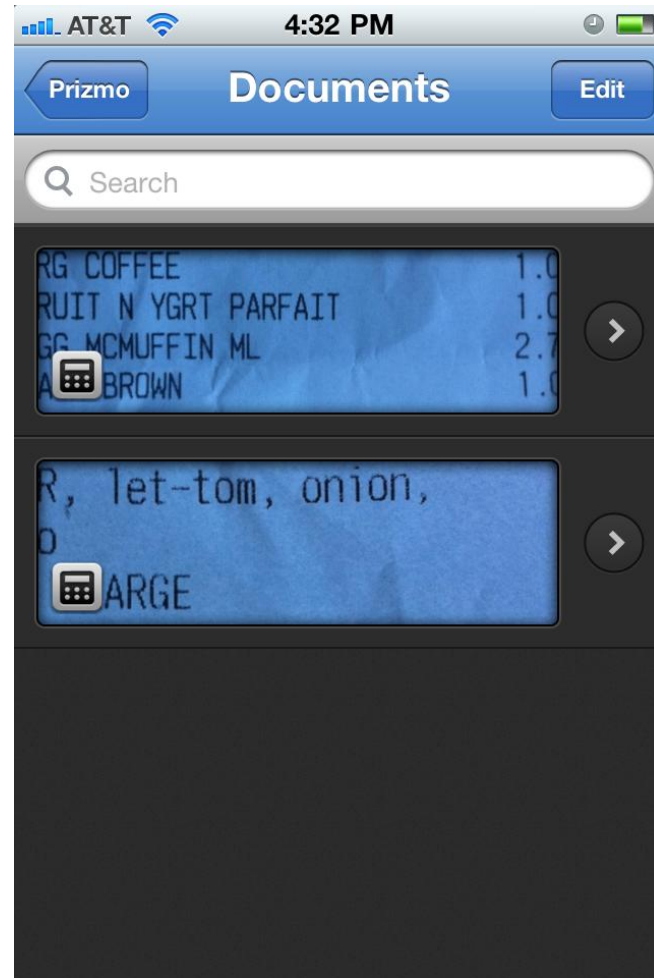 AT&T 4:32 PM
Prizmo Documents Edit
Search
RG COFFEE 1.0
RUIT N YGRT PARFAIT 1.0
GG MCMUFFIN ML 2.7
A BROWN 1.0
R, let-tom, onion,
O
ARGE